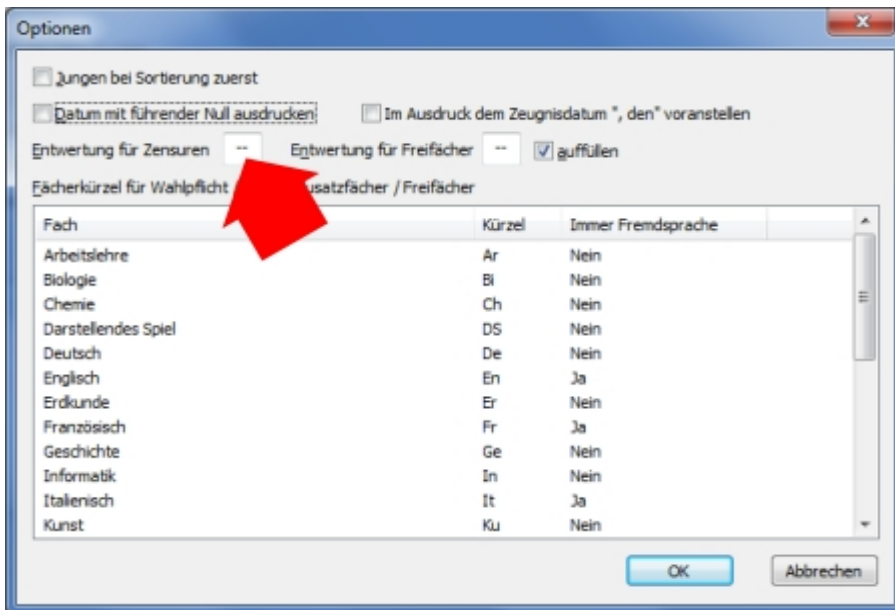 Optionen
Jungen bei Sortierung zuerst
Datum mit führender Null ausdrucken Im Ausdruck dem Zeugnisdatum ", den" voranstellen
Entwertung für Zensuren -- Entwertung für Freifächer -- auffüllen
Fächerkürzel für Wahlpflicht usatzfächer / Freifächer
Fach Kürzel Immer Fremdsprache
Arbeitslehre Ar Nein
Biologie Bi Nein
Chemie Ch Nein
Darstellendes Spiel DS Nein
Deutsch De Nein
Englisch En Ja
Erdkunde Er Nein
Französisch Fr Ja
Geschichte Ge Nein
Informatik In Nein
Italienisch It Ja
Kunst Ku Nein
OK Abbrechen